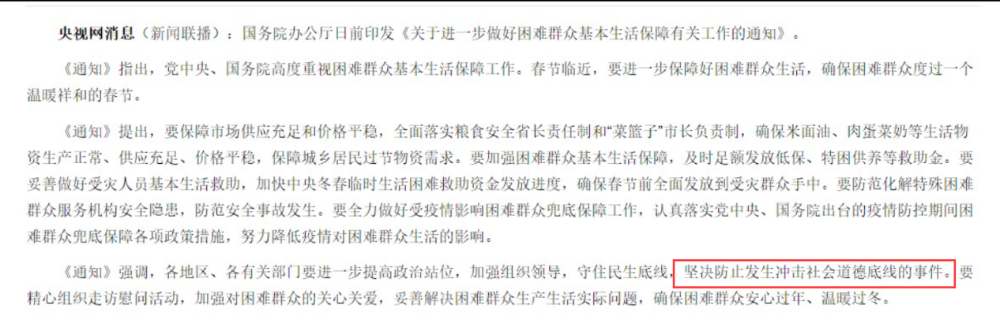 央视网消息（新闻联播）：国务院办公厅日前印发《关于进一步做好困难群众基本生活保障有关工作的通知》。
《通知》指出，党中央、国务院高度重视困难群众基本生活保障工作。春节临近，要进一步保障好困难群众生活，确保困难群众度过一个
温暖祥和的春节。
《通知》提出，要保障市场供应充足和价格平稳，全面落实粮食安全省长责任制和“菜篮子”市长负责制，确保米面油、肉蛋菜奶等生活物
资生产正常、供应充足、价格平稳，保障城乡居民过节物资需求。要加强困难群众基本生活保障，及时足额发放低保、特困供养等救助金。要
妥善做好受灾人员基本生活救助，加快中央冬春临时生活困难救助资金发放进度，确保春节前全面发放到受灾群众手中。要防范化解特殊困难
群众服务机构安全隐患，防范安全事故发生。要全力做好受疫情影响困难群众兜底保障工作，认真落实党中央、国务院出台的疫情防控期间困
难群众兜底保障各项政策措施，努力降低疫情对困难群众生活的影响。
《通知》强调，各地区、各有关部门要进一步提高政治站位，加强组织领导，守住民生底线，坚决防止发生冲击社会道德底线的事件。要
精心组织走访慰问活动，加强对困难群众的关心关爱，妥善解决困难群众生产生活实际问题，确保困难群众安心过年、温暖过冬。